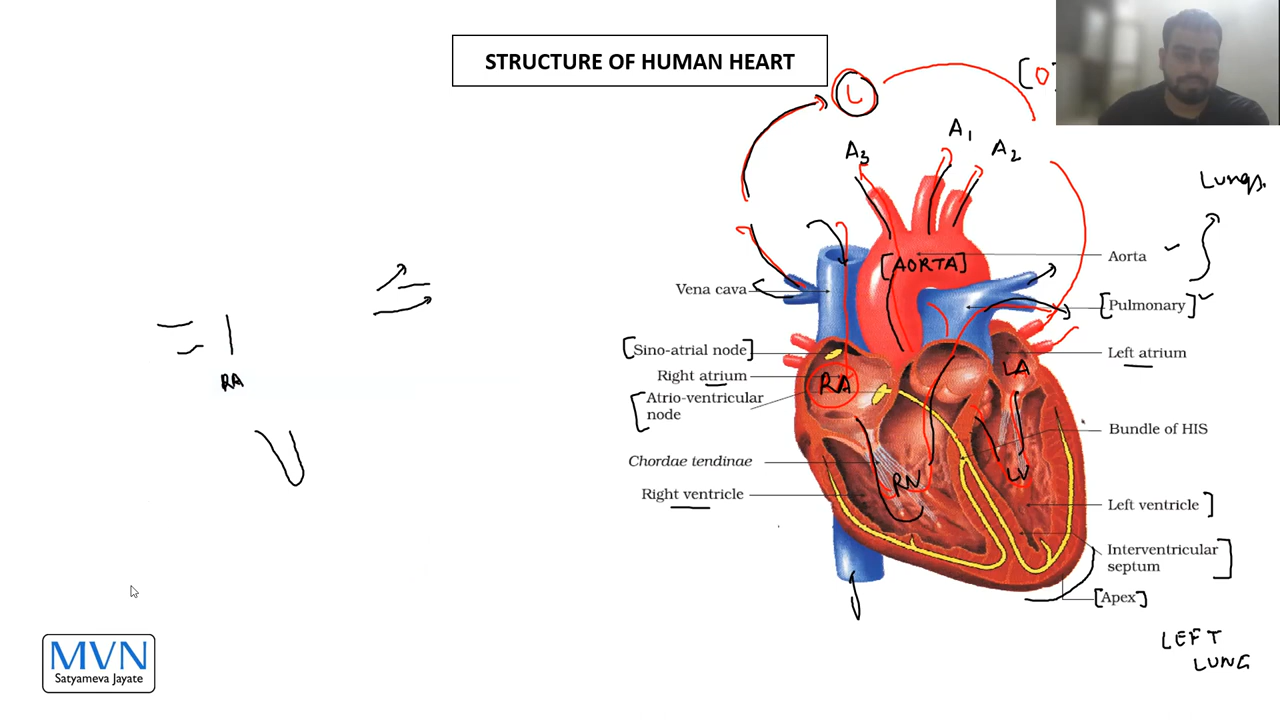 STRUCTURE OF HUMAN HEART
L
[O]
A1
A3
A2
Lungs.
Aorta
[AORTA]
Vena cava
[Pulmonary]
[Sino-atrial node]
Left atrium
Right atrium
RA
LA
RA
[Atrio-ventricular
node
Bundle of HIS
Chordae tendinae
RV
LV
Right ventricle
Left ventricle]
Interventricular
septum]
[Apex]
LEFT
LUNG
MVN
Satyameva Jayate